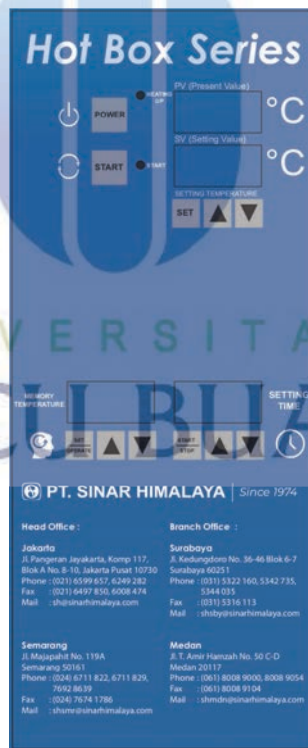 Hot Box Series
PV (Present Value)
HEATING UP
POWER
°C
SV (Setting Value)
START
START
°C
SETTING TEMPERATURE
SET
VERSITA
CU BUA
MEMORY TEMPERATURE
SETTING TIME
SET
OPERATE
START
STOP
PT. SINAR HIMALAYA | Since 1974
Head Office :
Jakarta
Jl. Pangeran Jayakarta, Komp 117,
Blok A No. 8-10, Jakarta Pusat 10730
Phone : (021) 6599 657, 6249 282
Fax : (021) 6497 850, 6008 474
Mail : sh@sinarhimalaya.com
Branch Office :
Surabaya
Jl. Kedungdoro No. 36-46 Blok 6-7
Surabaya 60251
Phone : (031) 5322 160, 5342 735,
5344 035
Fax : (031) 5316 113
Mail : shsby@sinarhimalaya.com
Semarang
Jl. Majapahit No. 119A
Semarang 50161
Phone : (024) 6711 822, 6711 829,
7692 8639
Fax : (024) 7674 1786
Mail : shsmr@sinarhimalaya.com
Medan
Jl. T. Amir Hamzah No. 50 C-D
Medan 20117
Phone : (061) 8008 9000, 8008 9054
Fax : (061) 8008 9104
Mail : shmdn@sinarhimalaya.com